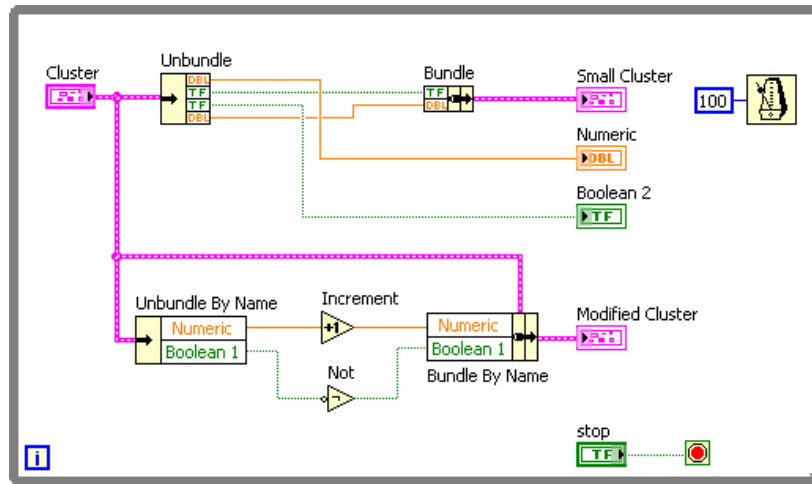 Cluster
Unbundle
DBL
TF
TF
DBL
Bundle
TF
DBL
Small Cluster
100
Numeric
DBL
Boolean 2
TF
Unbundle By Name
Numeric
Boolean 1
Increment
+1
Not
Numeric
Boolean 1
Bundle By Name
Modified Cluster
stop
TF
i